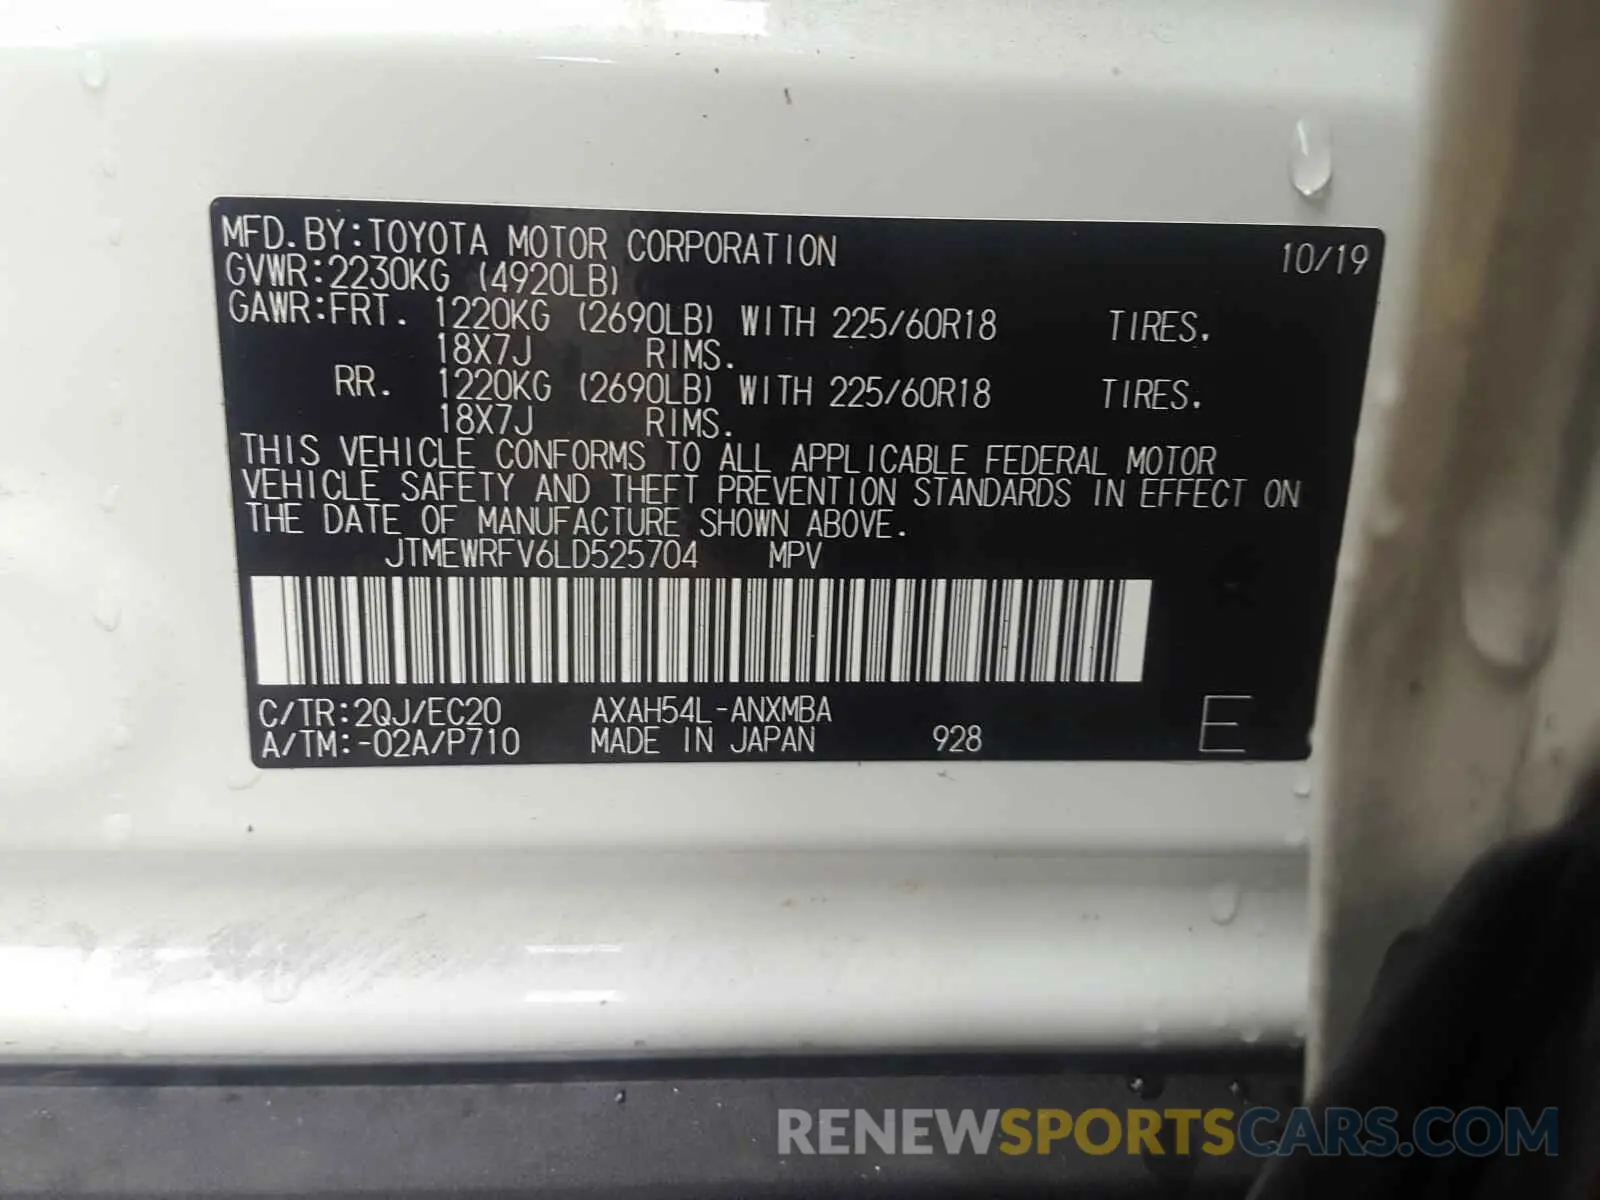 MFD.BY:TOYOTA MOTOR CORPORATION 10/19
GVWR:2230KG (4920LB)
GAWR:FRT. 1220KG (2690LB) WITH 225/60R18 TIRES.
18X7J RIMS.
RR. 1220KG (2690LB) WITH 225/60R18 TIRES.
18X7J RIMS.
THIS VEHICLE CONFORMS TO ALL APPLICABLE FEDERAL MOTOR
VEHICLE SAFETY AND THEFT PREVENTION STANDARDS IN EFFECT ON
THE DATE OF MANUFACTURE SHOWN ABOVE.
JTMEWRFV6LD525704 MPV
C/TR:2QJ/EC20 AXAH54L-ANXMBA
A/TM:-02A/P710 MADE IN JAPAN 928 E
RENEWSPORTSCARS.COM